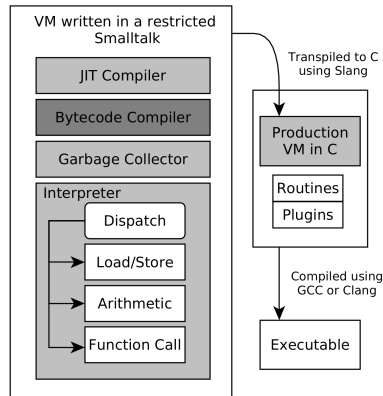 VM written in a restricted
Smalltalk
JIT Compiler
Bytecode Compiler
Garbage Collector
Interpreter
Dispatch
Load/Store
Arithmetic
Function Call
Transpiled to C
using Slang
Production
VM in C
Routines
Plugins
Compiled using
GCC or Clang
Executable